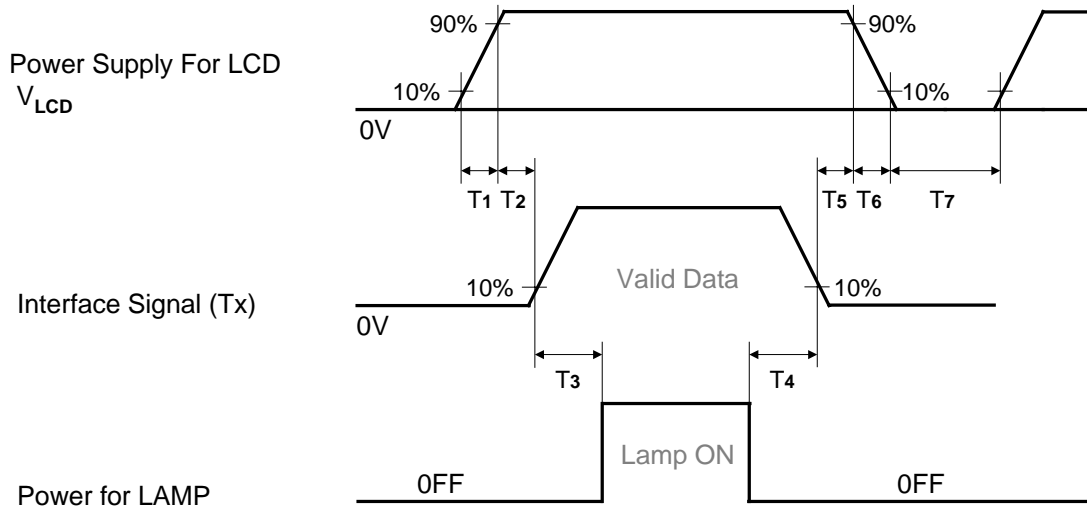 90%
90%
Power Supply For LCD
VLCD
10%
10%
0V
T1 T2
T5 T6 T7
Valid Data
10%
10%
Interface Signal (Tx)
0V
T3
T4
Lamp ON
0FF
0FF
Power for LAMP